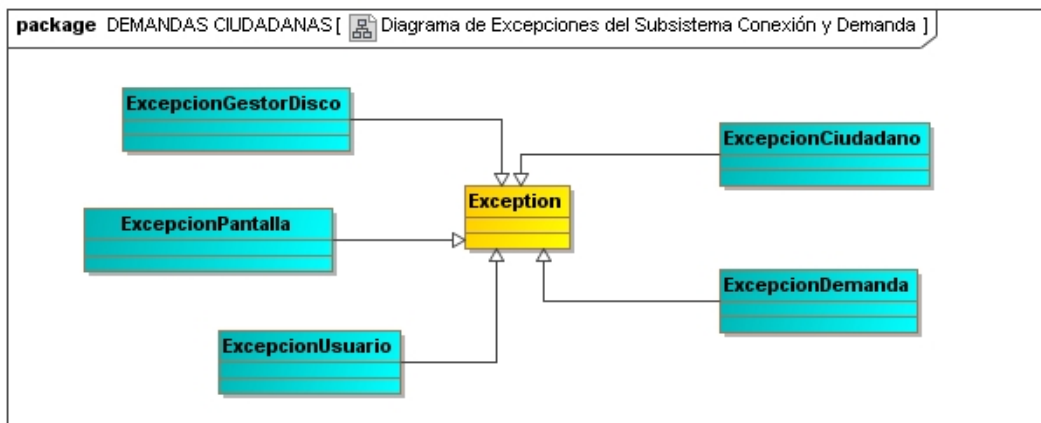 package DEMANDAS CIUDADANAS [ Diagrama de Excepciones del Subsistema Conexión y Demanda ]
ExcepcionGestorDisco
ExcepcionCiudadano
Exception
ExcepcionPantalla
ExcepcionDemanda
ExcepcionUsuario